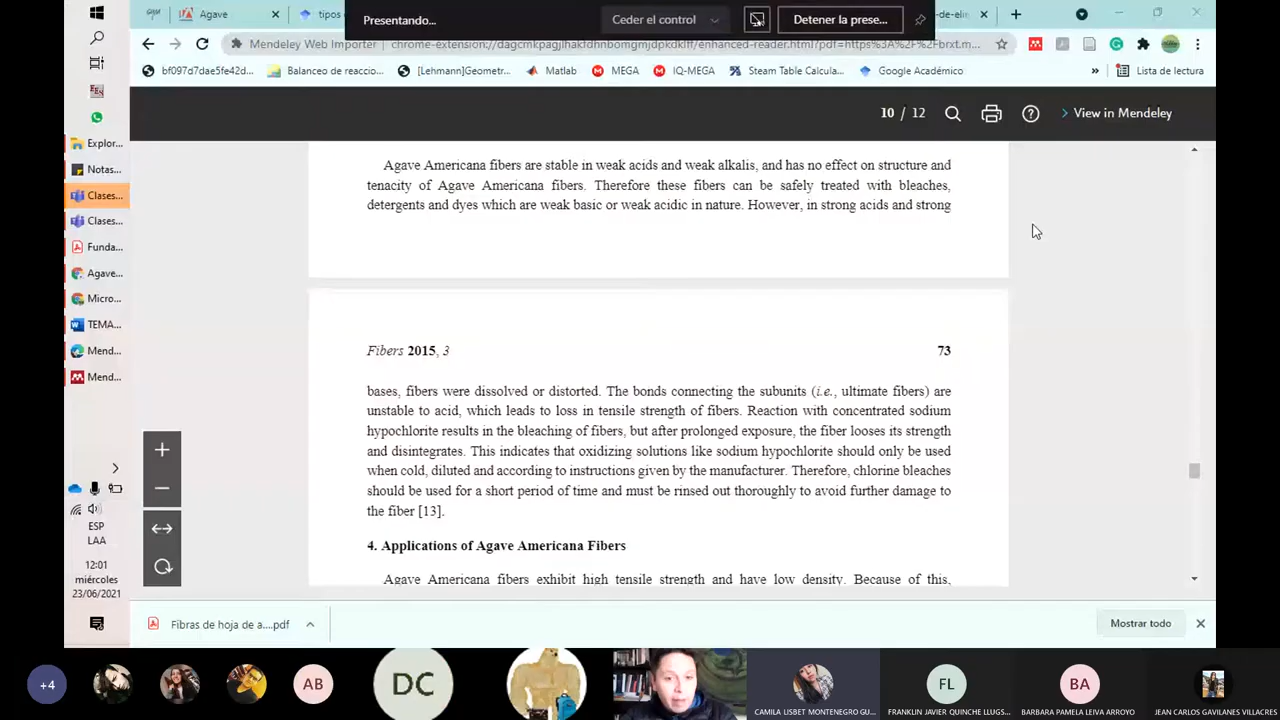 Presentando...
Ceder el control
Detener la prese...
Agave
tipos
-de-elim
Mendeley Web Importer
chrome-extension://dagcmkpagjlhakfdhnbomgmjdpkdklff/enhanced-reader.html?pdf=https%3A%2F%2Fbrxt.m...
bf097d7dae5fe42d...
Balanceo de reaccio...
[Lehmann]Geometr...
Matlab
MEGA
IQ-MEGA
Steam Table Calcula...
Google Académico
»
Lista de lectura
10 / 12
View in Mendeley
Explor...
Notas...
Clases...
Clases...
Funda...
Agave...
Micro...
TEMA...
Mend...
Mend...
ESP
LAA
12:01
miércoles
23/06/2021
Agave Americana fibers are stable in weak acids and weak alkalis, and has no effect on structure and
tenacity of Agave Americana fibers. Therefore these fibers can be safely treated with bleaches,
detergents and dyes which are weak basic or weak acidic in nature. However, in strong acids and strong
Fibers 2015, 3
73
bases, fibers were dissolved or distorted. The bonds connecting the subunits (i.e., ultimate fibers) are
unstable to acid, which leads to loss in tensile strength of fibers. Reaction with concentrated sodium
hypochlorite results in the bleaching of fibers, but after prolonged exposure, the fiber looses its strength
and disintegrates. This indicates that oxidizing solutions like sodium hypochlorite should only be used
when cold, diluted and according to instructions given by the manufacturer. Therefore, chlorine bleaches
should be used for a short period of time and must be rinsed out thoroughly to avoid further damage to
the fiber [13].
4. Applications of Agave Americana Fibers
Agave Americana fibers exhibit high tensile strength and have low density. Because of this,
Fibras de hoja de a....pdf
Mostrar todo
+4
AB
DC
CAMILA LISBET MONTENEGRO GU...
FL
FRANKLIN JAVIER QUINCHE LLUGS...
BA
BARBARA PAMELA LEIVA ARROYO
JEAN CARLOS GAVILANES VILLACRES